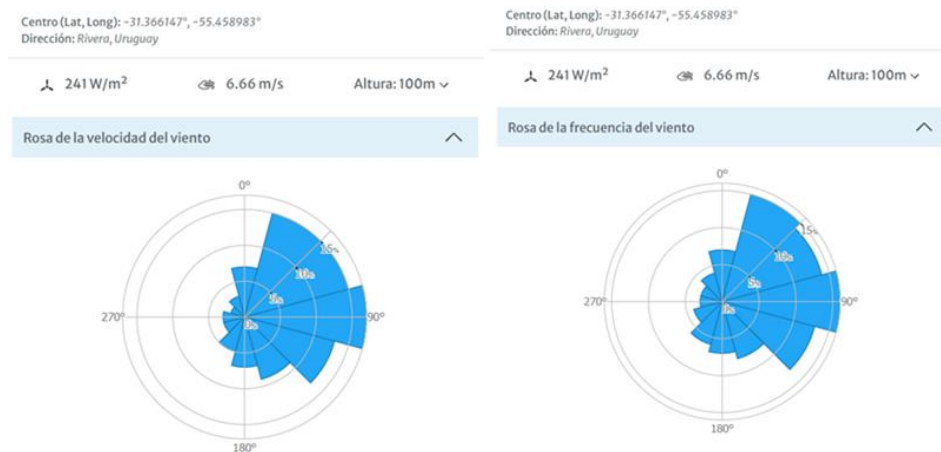 Centro (Lat, Long): -31.366147°, -55.458983°
Dirección: Rivera, Uruguay
241 W/m²
6.66 m/s
Altura: 100m
Rosa de la velocidad del viento
0°
15%
10%
5%
0%
270°
90°
180°
Centro (Lat, Long): -31.366147°, -55.458983°
Dirección: Rivera, Uruguay
241 W/m²
6.66 m/s
Altura: 100m
Rosa de la frecuencia del viento
0°
15%
10%
5%
0%
270°
90°
180°